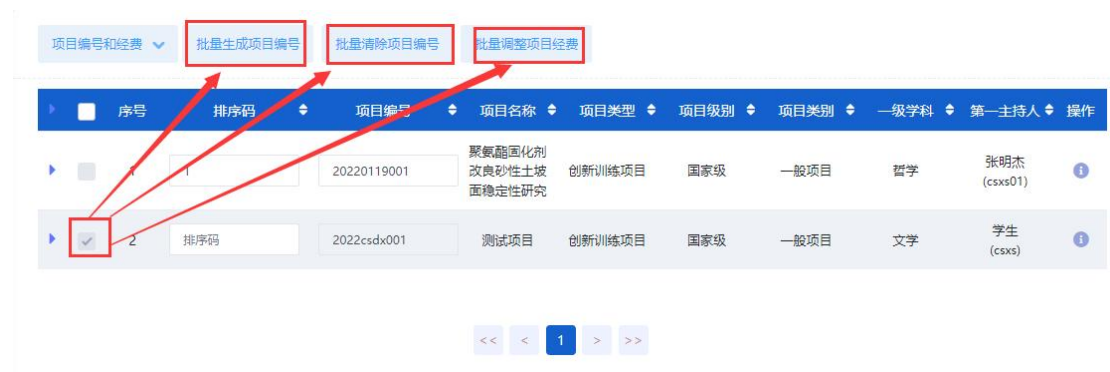 项目编号和经费 批量生成项目编号 批量清除项目编号 批量调整项目经费
序号 排序码 项目编号 项目名称 项目类型 项目级别 项目类别 一级学科 第一主持人 操作
1 1 20220119001 聚氨酯固化剂改良砂性土坡面稳定性研究 创新训练项目 国家级 一般项目 哲学 张明杰 (csxs01)
2 排序码 2022csdx001 测试项目 创新训练项目 国家级 一般项目 文学 学生 (csxs)
<< < 1 > >>